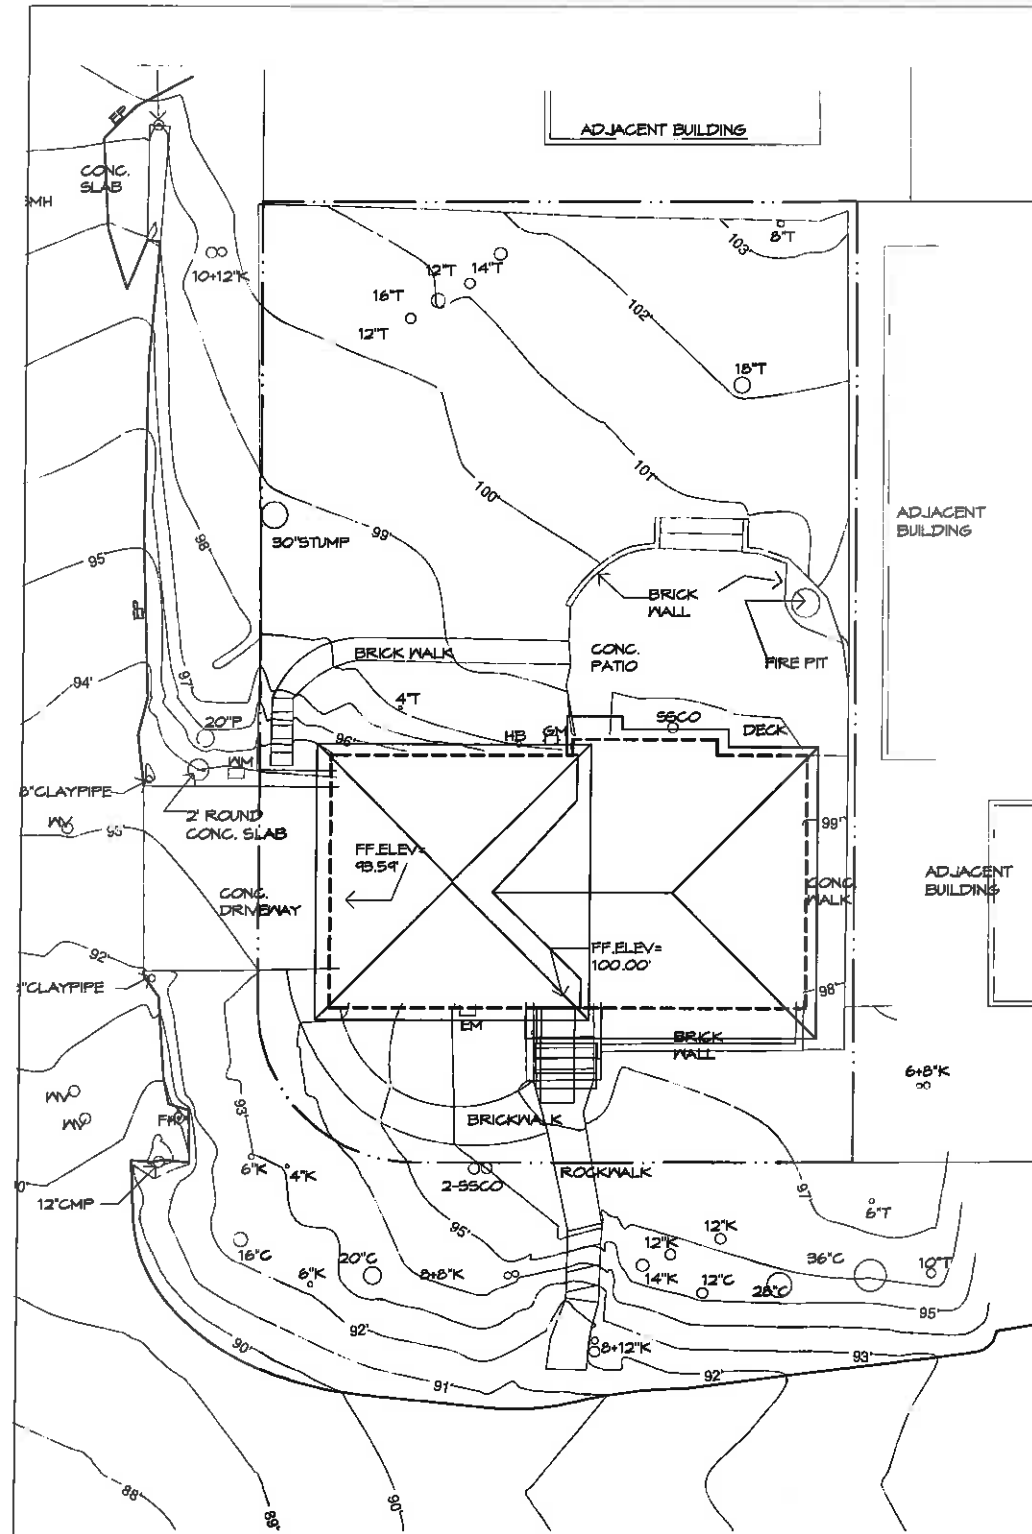 ADJACENT BUILDING
EP
CONC.
SLAB
MH
103'
8"T
10+12"K
12"T
14"T
16"T
12"T
102'
18"T
101'
100'
99'
30"STUMP
98'
95'
ADJACENT
BUILDING
BRICK
WALL
CONC.
PATIO
FIRE PIT
BRICK WALK
94'
97'
4"T
20"P
96'
HB
GM
SSCO
DECK
WM
8"CLAYPIPE
2' ROUND
CONC. SLAB
WV
93'
99'
FF.ELEV=
93.59'
ADJACENT
BUILDING
CONC.
DRIVEWAY
CONC.
WALK
FF.ELEV=
100.00'
92'
"CLAYPIPE
98'
EM
BRICK
WALL
6+8"K
WV
WV
93'
BRICKWALK
6"K
4"K
2-SSCO
ROCKWALK
97'
12"CMP
6"T
95'
12"K
12"K
16"C
20"C
8+8"K
14"K
36"C
10"T
6"K
12"C
28"C
95'
92'
90'
8+12"K
93'
91'
92'
88'
89'
90'